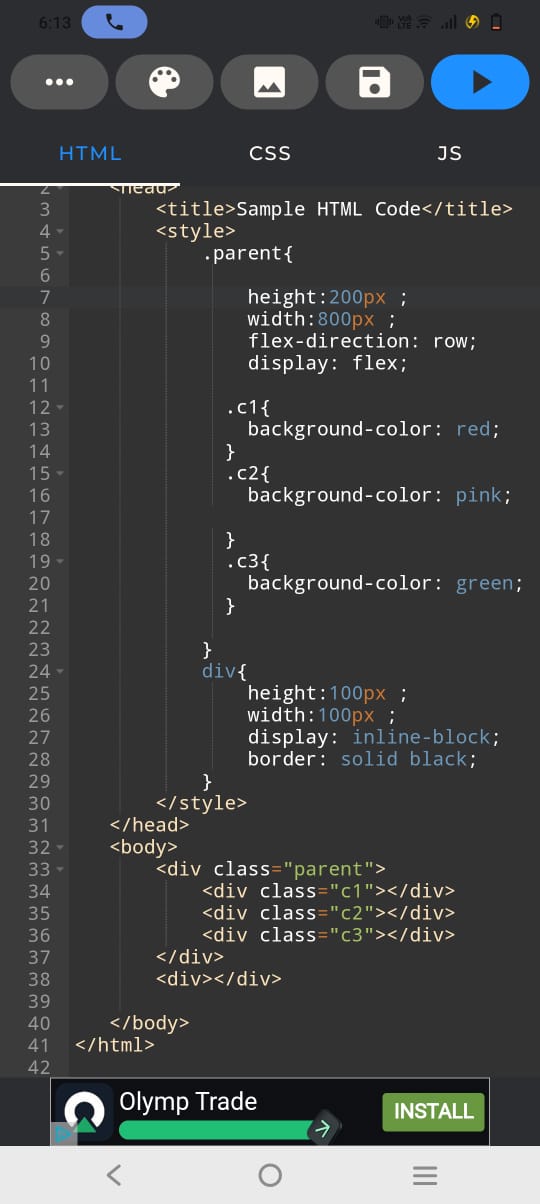 6:13
HTML CSS JS
2 <head>
3 <title>Sample HTML Code</title>
4 <style>
5 .parent{
6
7 height:200px ;
8 width:800px ;
9 flex-direction: row;
10 display: flex;
11
12 .c1{
13 background-color: red;
14 }
15 .c2{
16 background-color: pink;
17
18 }
19 .c3{
20 background-color: green;
21 }
22
23 }
24 div{
25 height:100px ;
26 width:100px ;
27 display: inline-block;
28 border: solid black;
29 }
30 </style>
31 </head>
32 <body>
33 <div class="parent">
34 <div class="c1"></div>
35 <div class="c2"></div>
36 <div class="c3"></div>
37 </div>
38 <div></div>
39
40 </body>
41 </html>
42
Olymp Trade
INSTALL